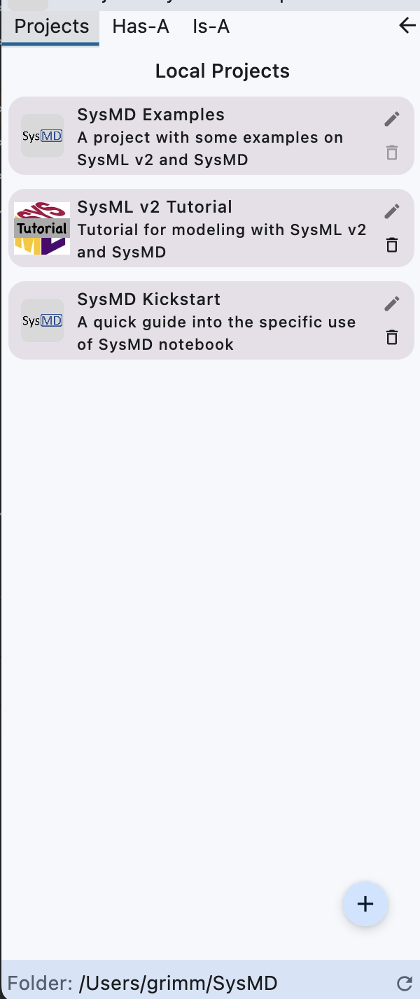 Projects Has-A Is-A
Local Projects
SysMD
SysMD Examples
A project with some examples on
SysML v2 and SysMD
SYS
Tutorial
ML
SysML v2 Tutorial
Tutorial for modeling with SysML v2
and SysMD
SysMD
SysMD Kickstart
A quick guide into the specific use
of SysMD notebook
+
Folder: /Users/grimm/SysMD